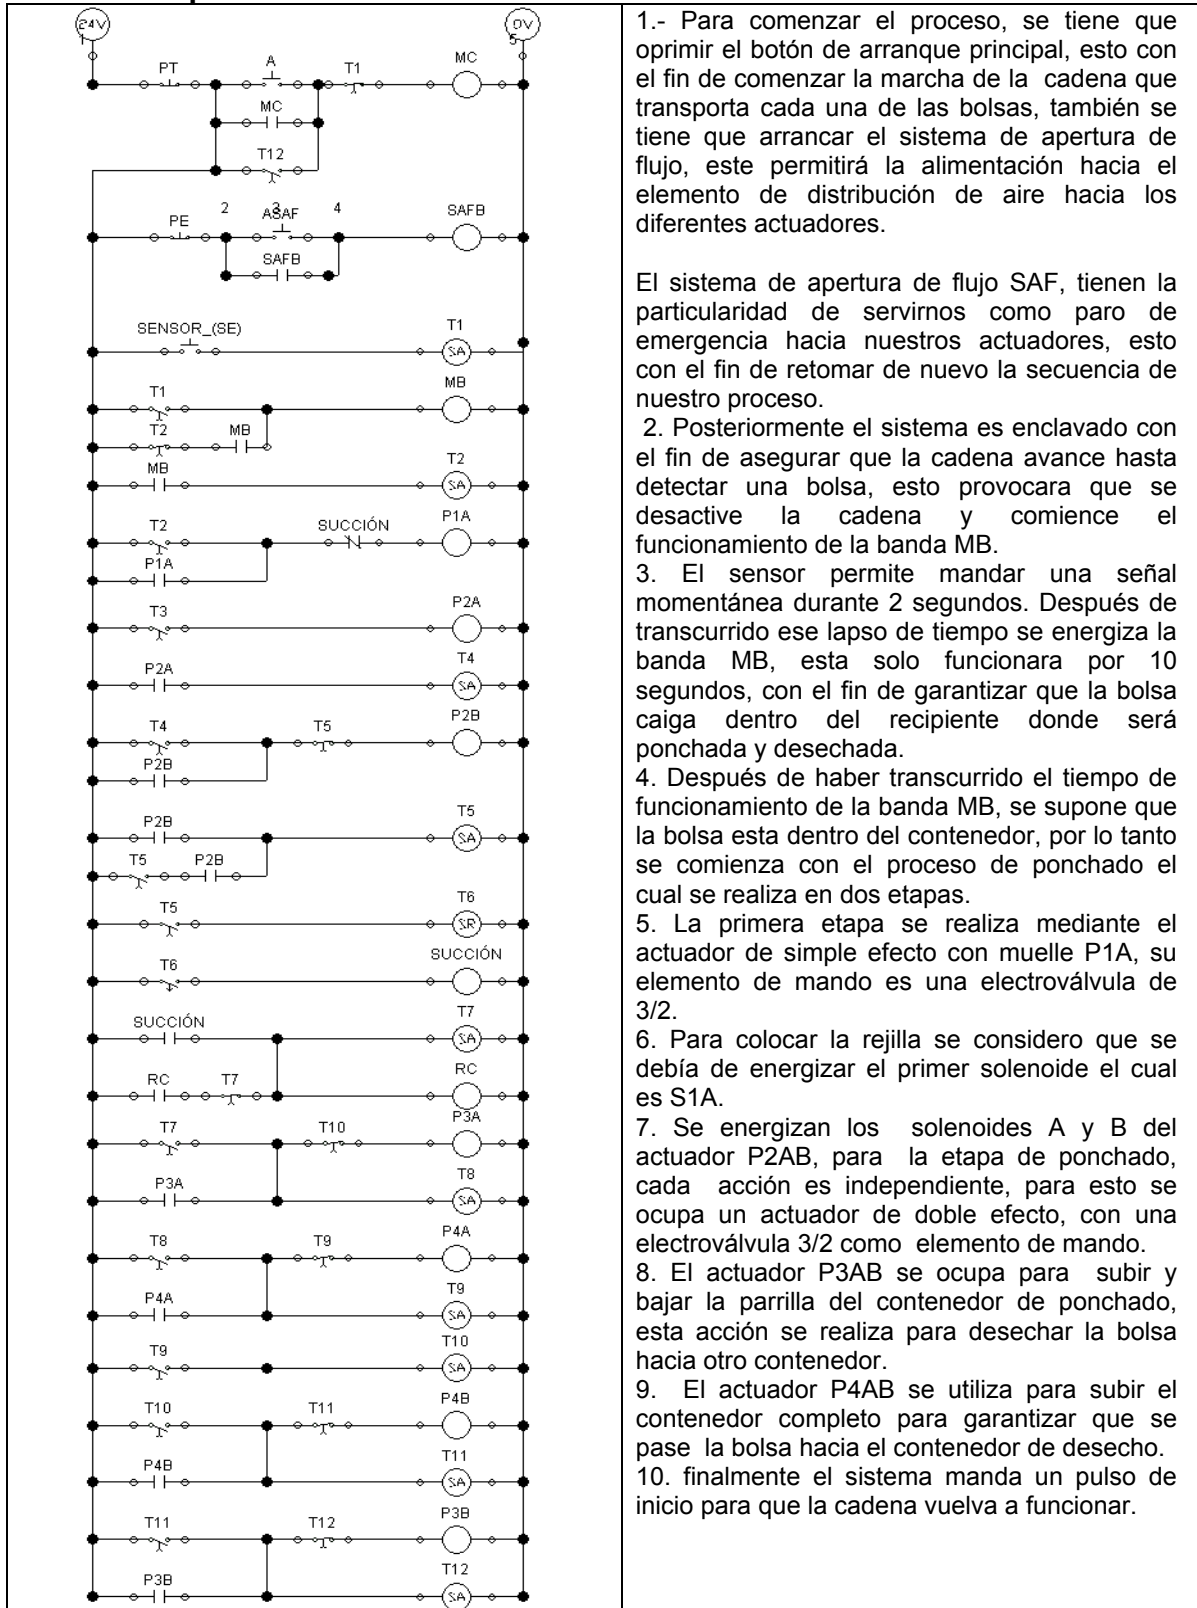 24V
1
0V
5
PT
A
T1
MC
MC
T12
PE
2
3
ASAF
4
SAFB
SAFB
SENSOR_(SE)
T1
SA
T1
MB
T2
MB
MB
T2
SA
T2
SUCCIÓN
P1A
P1A
T3
P2A
P2A
T4
SA
T4
T5
P2B
P2B
P2B
T5
SA
T5
P2B
T5
T6
SR
T6
SUCCIÓN
SUCCIÓN
T7
SA
RC
T7
RC
T7
T10
P3A
P3A
T8
SA
T8
T9
P4A
P4A
T9
SA
T9
T10
SA
T10
T11
P4B
P4B
T11
SA
T11
T12
P3B
P3B
T12
SA
1.- Para comenzar el proceso, se tiene que
oprimir el botón de arranque principal, esto con
el fin de comenzar la marcha de la cadena que
transporta cada una de las bolsas, también se
tiene que arrancar el sistema de apertura de
flujo, este permitirá la alimentación hacia el
elemento de distribución de aire hacia los
diferentes actuadores.
El sistema de apertura de flujo SAF, tienen la
particularidad de servirnos como paro de
emergencia hacia nuestros actuadores, esto
con el fin de retomar de nuevo la secuencia de
nuestro proceso.
2. Posteriormente el sistema es enclavado con
el fin de asegurar que la cadena avance hasta
detectar una bolsa, esto provocara que se
desactive la cadena y comience el
funcionamiento de la banda MB.
3. El sensor permite mandar una señal
momentánea durante 2 segundos. Después de
transcurrido ese lapso de tiempo se energiza la
banda MB, esta solo funcionara por 10
segundos, con el fin de garantizar que la bolsa
caiga dentro del recipiente donde será
ponchada y desechada.
4. Después de haber transcurrido el tiempo de
funcionamiento de la banda MB, se supone que
la bolsa esta dentro del contenedor, por lo tanto
se comienza con el proceso de ponchado el
cual se realiza en dos etapas.
5. La primera etapa se realiza mediante el
actuador de simple efecto con muelle P1A, su
elemento de mando es una electroválvula de
3/2.
6. Para colocar la rejilla se considero que se
debía de energizar el primer solenoide el cual
es S1A.
7. Se energizan los solenoides A y B del
actuador P2AB, para la etapa de ponchado,
cada acción es independiente, para esto se
ocupa un actuador de doble efecto, con una
electroválvula 3/2 como elemento de mando.
8. El actuador P3AB se ocupa para subir y
bajar la parrilla del contenedor de ponchado,
esta acción se realiza para desechar la bolsa
hacia otro contenedor.
9. El actuador P4AB se utiliza para subir el
contenedor completo para garantizar que se
pase la bolsa hacia el contenedor de desecho.
10. finalmente el sistema manda un pulso de
inicio para que la cadena vuelva a funcionar.